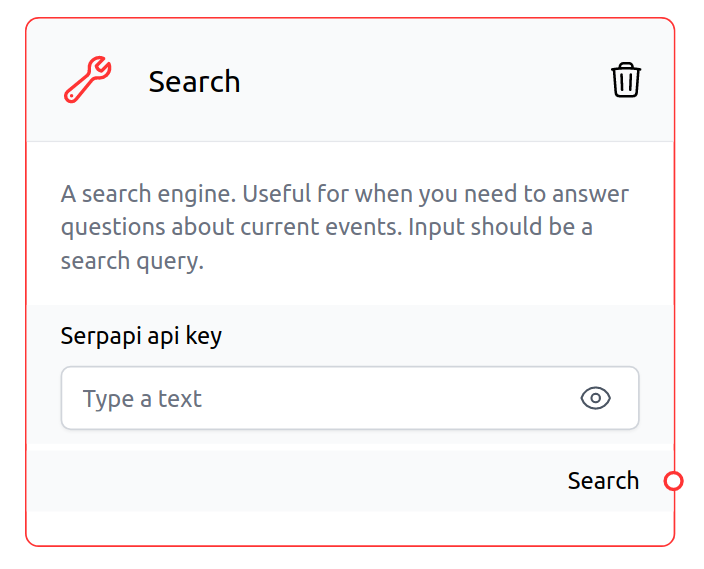 Search
A search engine. Useful for when you need to answer
questions about current events. Input should be a
search query.
Serpapi api key
Type a text
Search